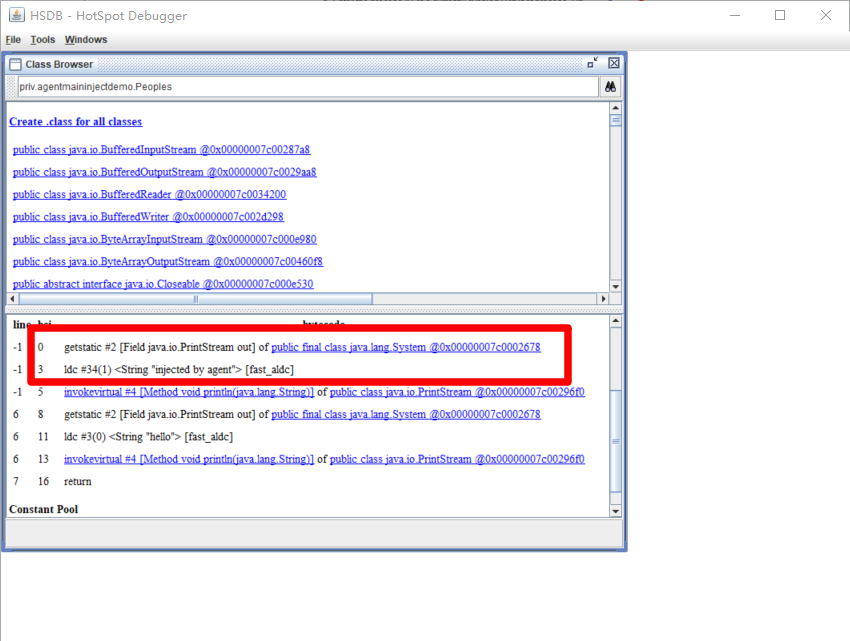 HSDB - HotSpot Debugger
File Tools Windows
Class Browser
priv.agentmaininjectdemo.Peoples
Create .class for all classes
public class java.io.BufferedInputStream @0x00000007c00287a8
public class java.io.BufferedOutputStream @0x00000007c0029aa8
public class java.io.BufferedReader @0x00000007c0034200
public class java.io.BufferedWriter @0x00000007c002d298
public class java.io.ByteArrayInputStream @0x00000007c000e980
public class java.io.ByteArrayOutputStream @0x00000007c00460f8
public abstract interface java.io.Closeable @0x00000007c000e530
line bci bytecode
-1 0 getstatic #2 [Field java.io.PrintStream out] of public final class java.lang.System @0x00000007c0002678
-1 3 ldc #34(1) <String "injected by agent"> [fast_aldc]
-1 5 invokevirtual #4 [Method void println(java.lang.String)] of public class java.io.PrintStream @0x00000007c00296f0
6 8 getstatic #2 [Field java.io.PrintStream out] of public final class java.lang.System @0x00000007c0002678
6 11 ldc #3(0) <String "hello"> [fast_aldc]
6 13 invokevirtual #4 [Method void println(java.lang.String)] of public class java.io.PrintStream @0x00000007c00296f0
7 16 return
Constant Pool